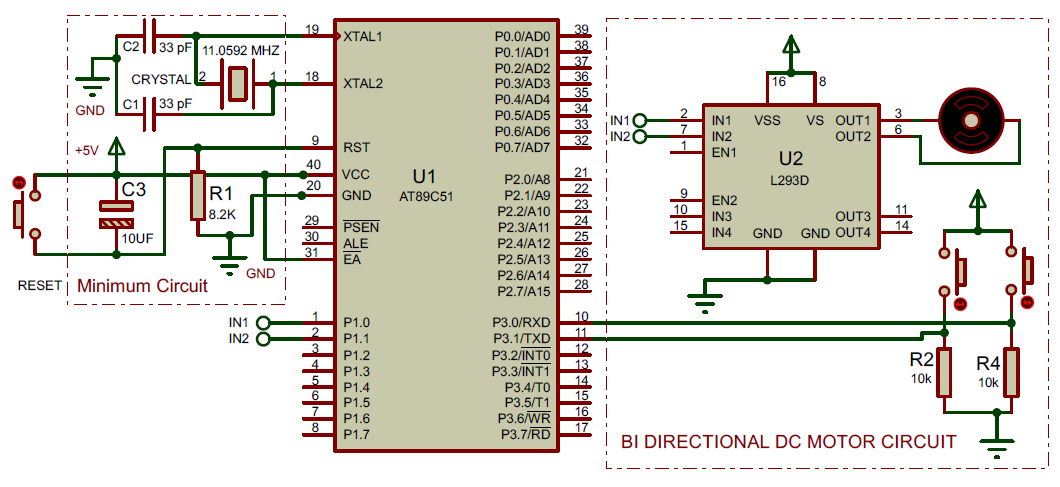 C2
33 pF
11.0592 MHZ
CRYSTAL
2
1
C1
33 pF
GND
+5V
C3
10UF
R1
8.2K
GND
RESET
Minimum Circuit
19
XTAL1
18
XTAL2
9
RST
40
VCC
20
GND
29
PSEN
30
ALE
31
EA
IN1
1
P1.0
IN2
2
P1.1
3
P1.2
4
P1.3
5
P1.4
6
P1.5
7
P1.6
8
P1.7
U1
AT89C51
P0.0/AD0
39
P0.1/AD1
38
P0.2/AD2
37
P0.3/AD3
36
P0.4/AD4
35
P0.5/AD5
34
P0.6/AD6
33
P0.7/AD7
32
P2.0/A8
21
P2.1/A9
22
P2.2/A10
23
P2.3/A11
24
P2.4/A12
25
P2.5/A13
26
P2.6/A14
27
P2.7/A15
28
P3.0/RXD
10
P3.1/TXD
11
P3.2/INT0
12
P3.3/INT1
13
P3.4/T0
14
P3.5/T1
15
P3.6/WR
16
P3.7/RD
17
16
8
IN1
2
IN1
IN2
7
IN2
1
EN1
9
EN2
10
IN3
15
IN4
VSS
VS
U2
L293D
GND
GND
OUT1
3
OUT2
6
OUT3
11
OUT4
14
R2
10k
R4
10k
BI DIRECTIONAL DC MOTOR CIRCUIT